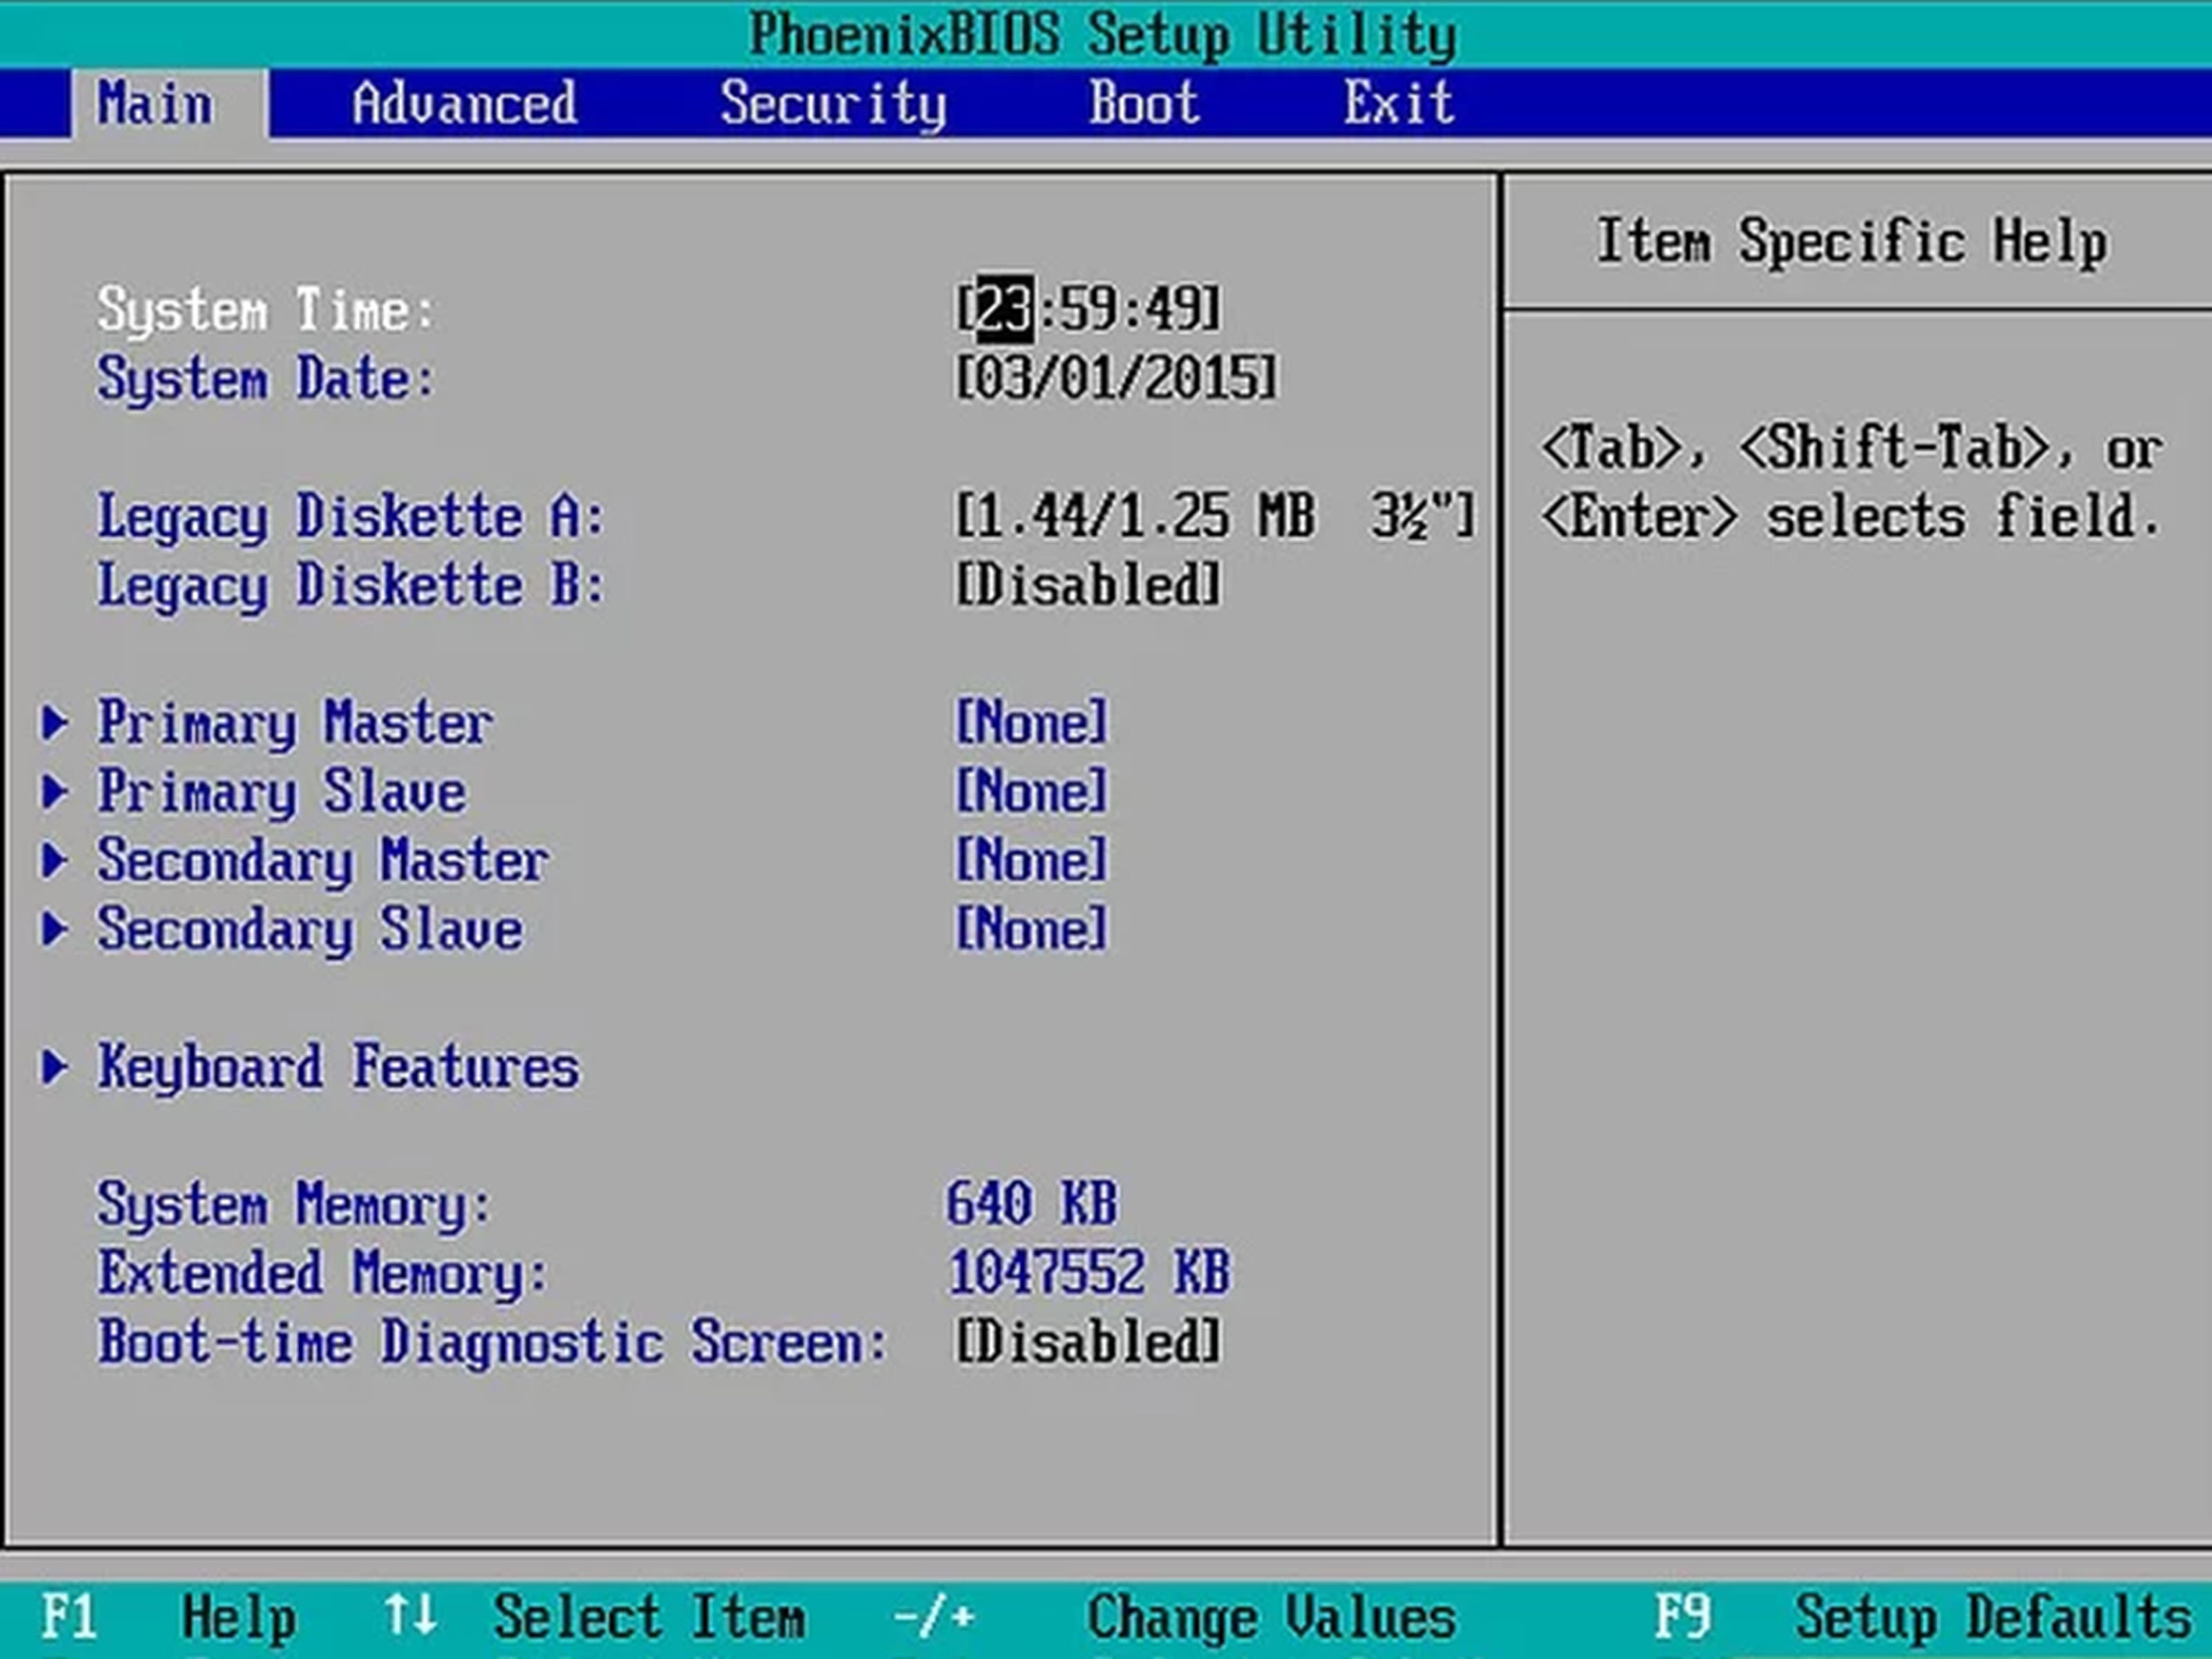 PhoenixBIOS Setup Utility
Main Advanced Security Boot Exit
Item Specific Help
System Time: [23:59:49]
System Date: [03/01/2015]
<Tab>, <Shift-Tab>, or
<Enter> selects field.
Legacy Diskette A: [1.44/1.25 MB 3½"]
Legacy Diskette B: [Disabled]
Primary Master [None]
Primary Slave [None]
Secondary Master [None]
Secondary Slave [None]
Keyboard Features
System Memory: 640 KB
Extended Memory: 1047552 KB
Boot-time Diagnostic Screen: [Disabled]
F1 Help ↑↓ Select Item -/+ Change Values F9 Setup Defaults